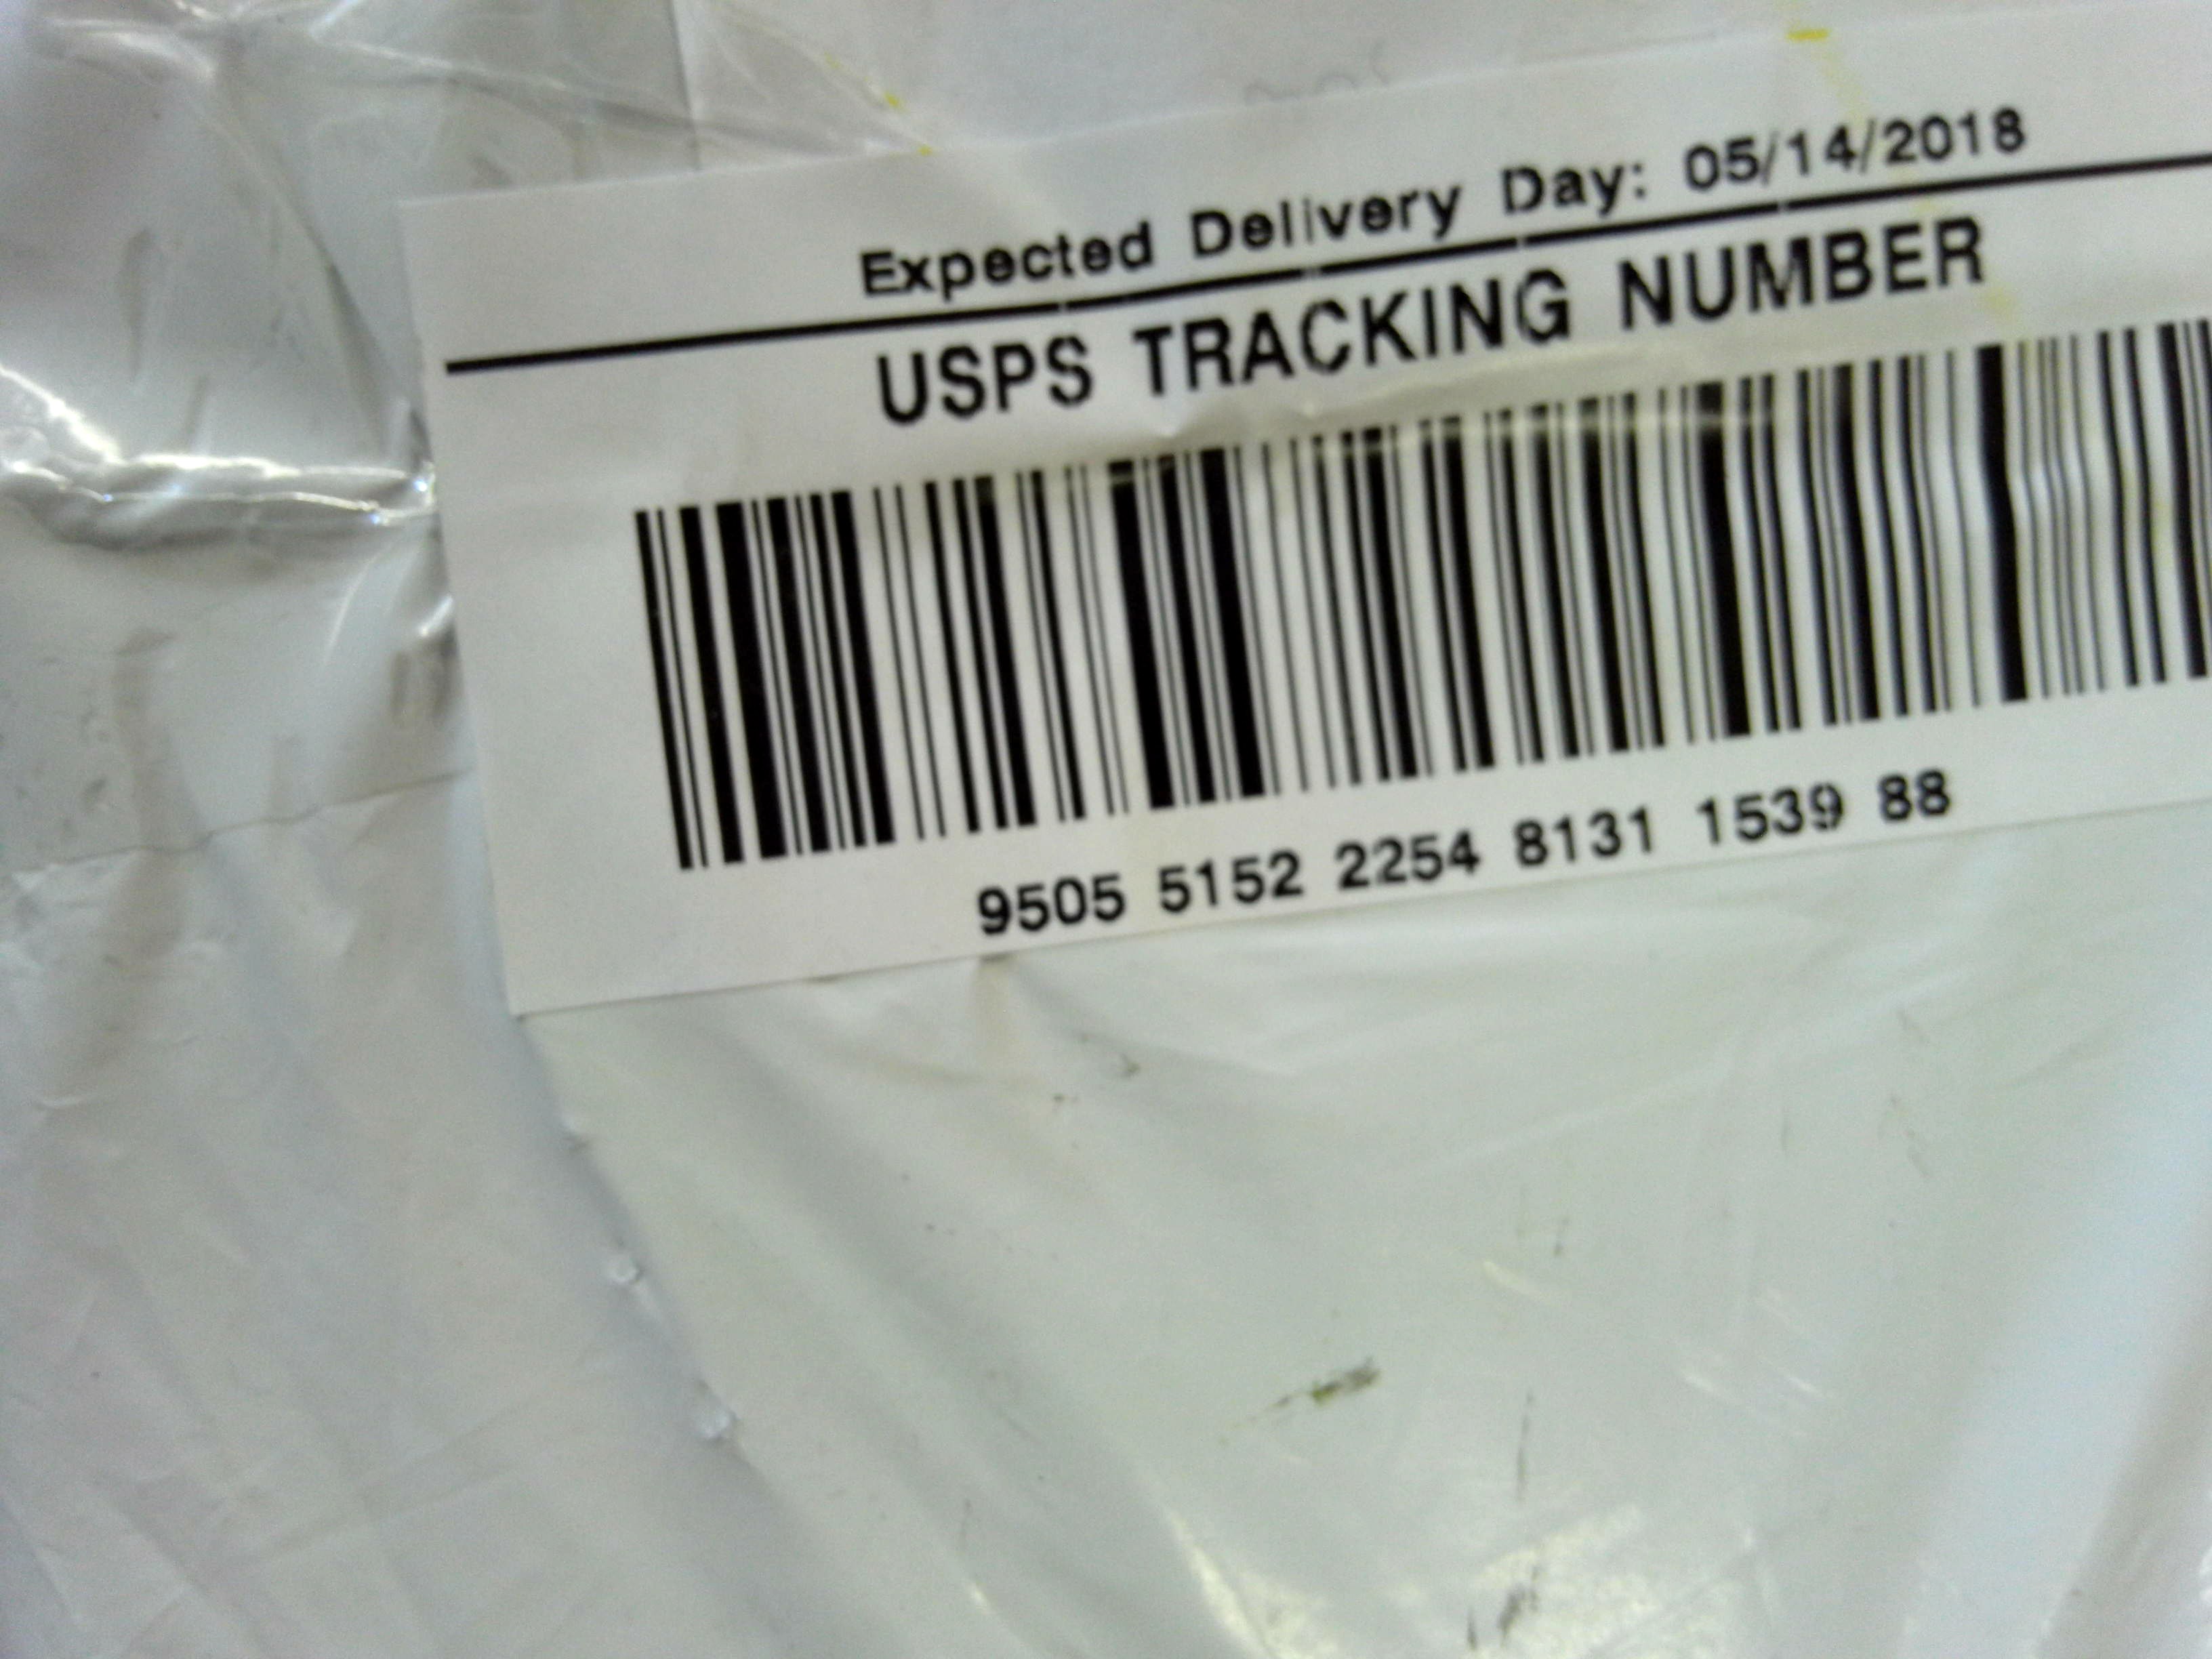 Expected Delivery Day: 05/14/2018
USPS TRACKING NUMBER
9505 5152 2254 8131 1539 88